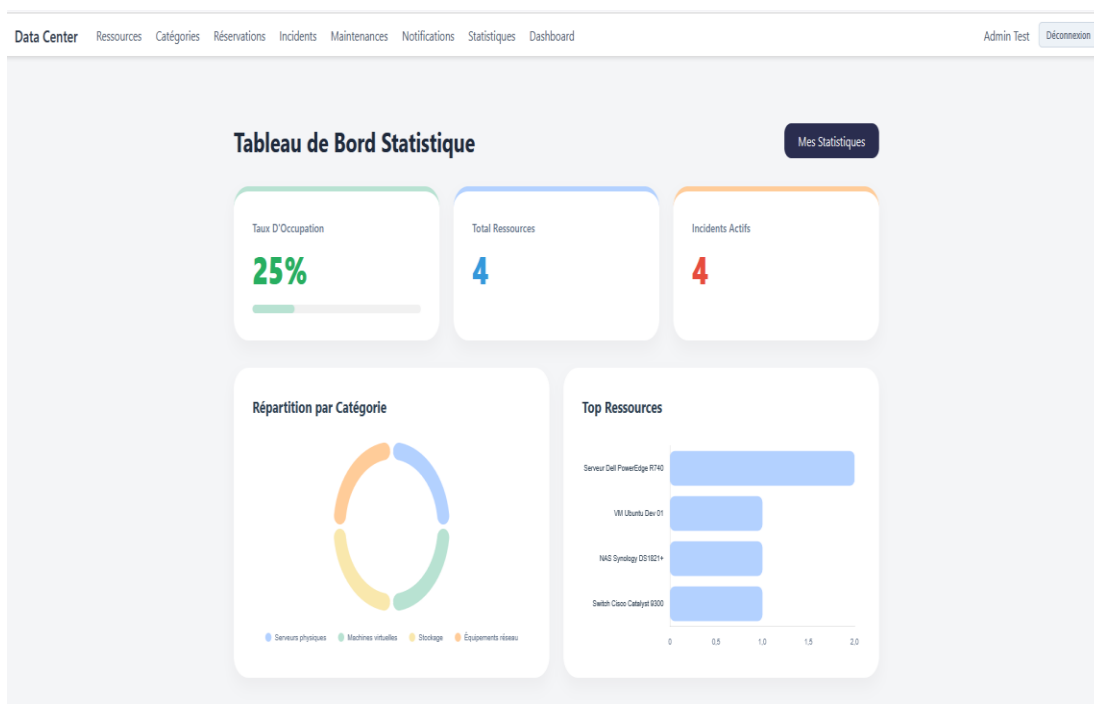 Data Center Ressources Catégories Réservations Incidents Maintenances Notifications Statistiques Dashboard Admin Test Déconnexion
Tableau de Bord Statistique
Mes Statistiques
Taux D'Occupation
25%
Total Ressources
4
Incidents Actifs
4
Répartition par Catégorie
Serveurs physiques Machines virtuelles Stockage Équipements réseau
Top Ressources
Serveur Dell PowerEdge R740
VM Ubuntu Dev 01
NAS Synology DS1821+
Switch Cisco Catalyst 9300
0 0,5 1,0 1,5 2,0